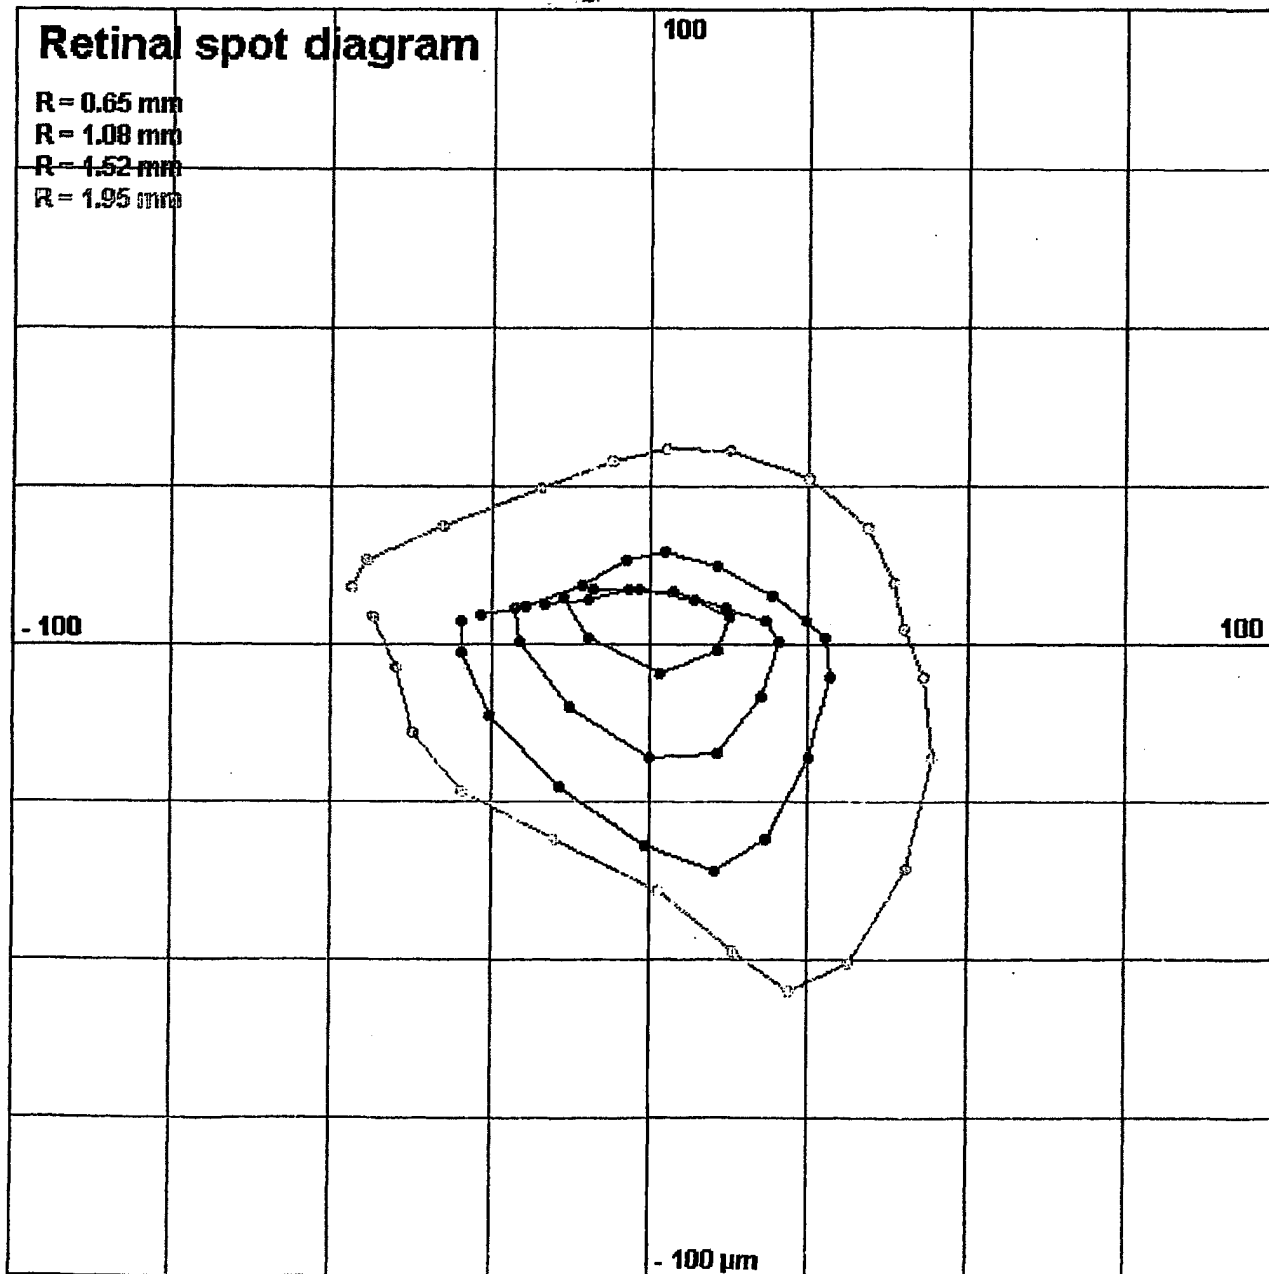 100
Retinal spot diagram
R = 0.65 mm
R = 1.08 mm
R = 1.52 mm
R = 1.95 mm
- 100
100
- 100 µm